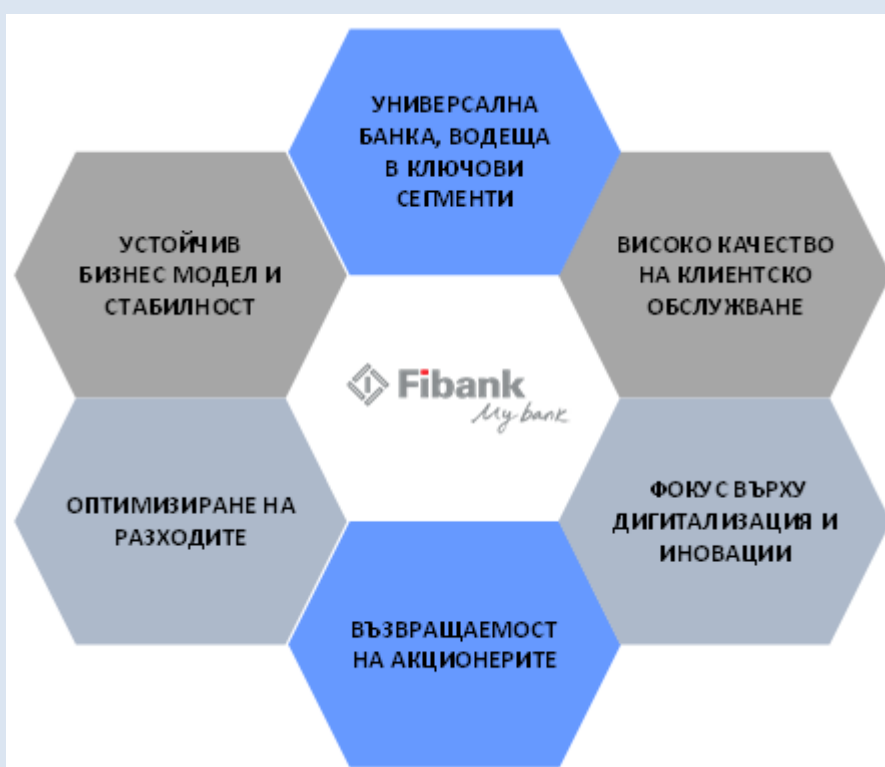 УНИВЕРСАЛНА
БАНКА, ВОДЕЩА
В КЛЮЧОВИ
СЕГМЕНТИ
УСТОЙЧИВ
БИЗНЕС МОДЕЛ И
СТАБИЛНОСТ
ВИСОКО КАЧЕСТВО
НА КЛИЕНТСКО
ОБСЛУЖВАНЕ
Fibank
My bank
ОПТИМИЗИРАНЕ НА
РАЗХОДИТЕ
ФОКУС ВЪРХУ
ДИГИТАЛИЗАЦИЯ И
ИНОВАЦИИ
ВЪЗВРАЩАЕМОСТ
НА АКЦИОНЕРИТЕ